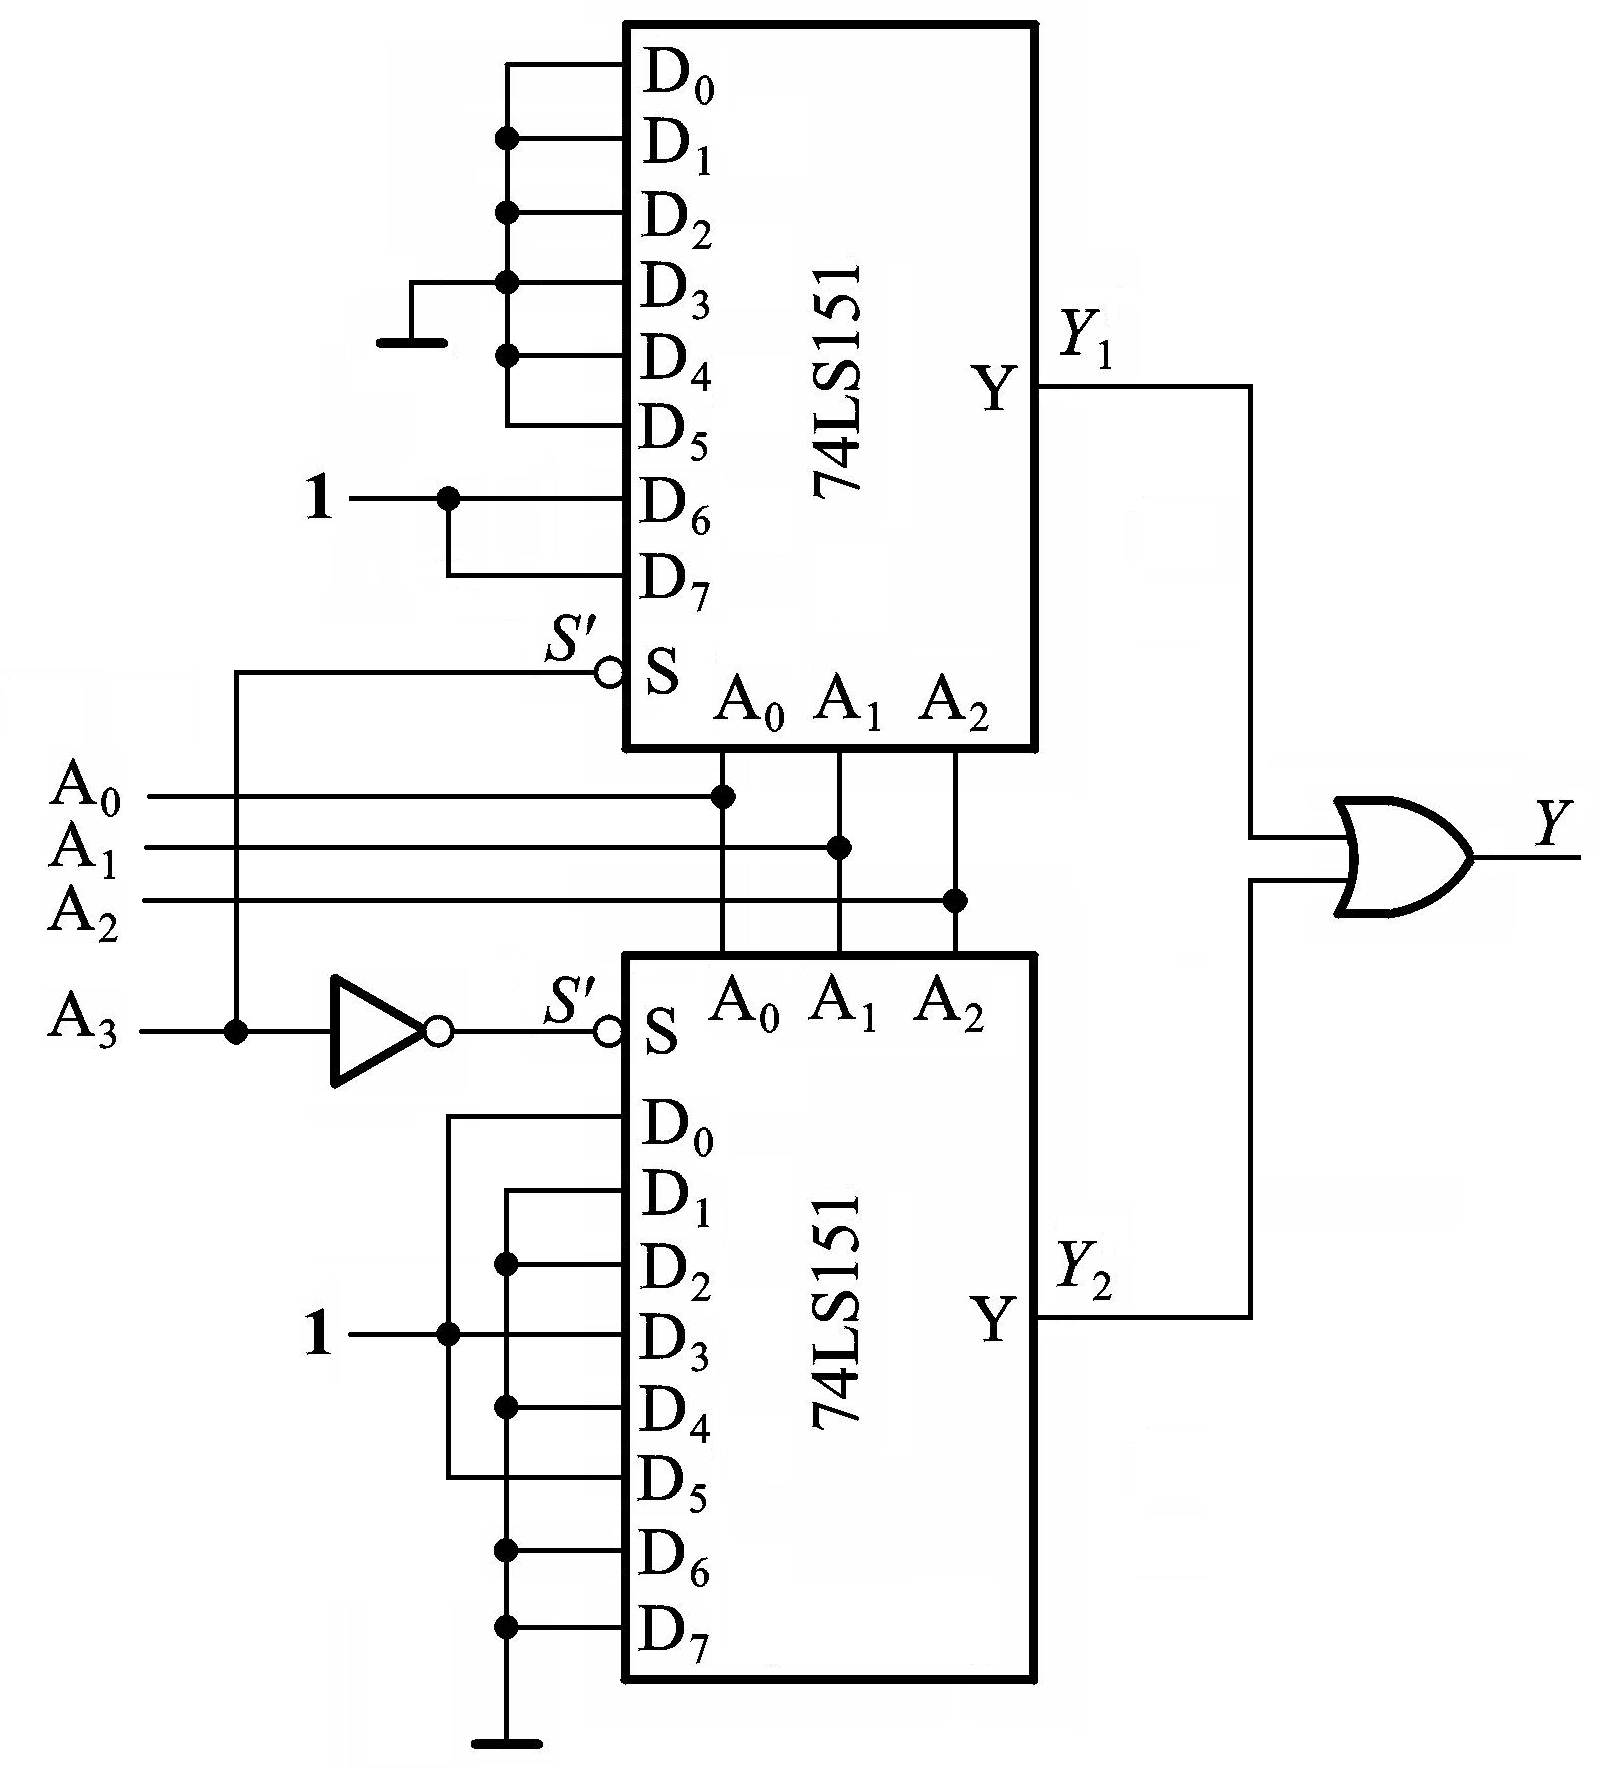 D₀
D₁
D₂
D₃
D₄
D₅
1 D₆
D₇
S′ S
74LS151
Y Y₁
A₀ A₁ A₂
A₀
A₁
A₂
A₃
Y
S′ S
A₀ A₁ A₂
D₀
D₁
D₂
1 D₃
D₄
D₅
D₆
D₇
74LS151
Y Y₂